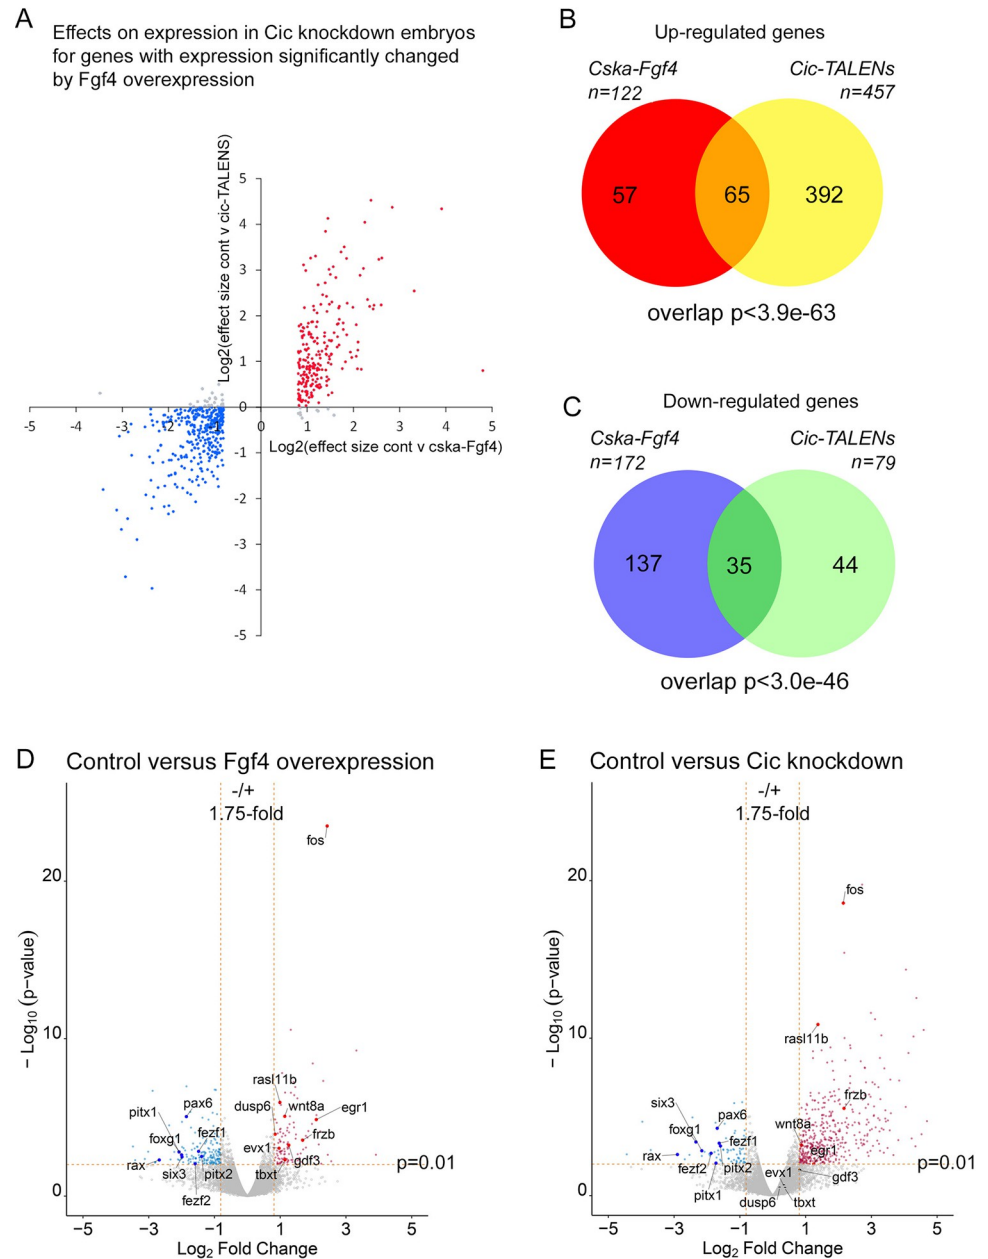 A
Effects on expression in Cic knockdown embryos
for genes with expression significantly changed
by Fgf4 overexpression
Log2(effect size cont v cic-TALENS)
5
4
3
2
1
0
-1
-2
-3
-4
-5
-5
-4
-3
-2
-1
0
1
2
3
4
5
Log2(effect size cont v cska-Fgf4)
B
Up-regulated genes
Cska-Fgf4
n=122
Cic-TALENs
n=457
57
65
392
overlap p<3.9e-63
C
Down-regulated genes
Cska-Fgf4
n=172
Cic-TALENs
n=79
137
35
44
overlap p<3.0e-46
D
Control versus Fgf4 overexpression
-/+
1.75-fold
fos
20
10
0
− Log10 (p−value)
rasl11b
dusp6
wnt8a
egr1
pitx1
pax6
foxg1
fezf1
evx1
frzb
rax
six3
pitx2
tbxt
gdf3
fezf2
p=0.01
−5
−3
−1
1
3
5
Log2 Fold Change
E
Control versus Cic knockdown
-/+
1.75-fold
fos
20
10
0
− Log10 (p−value)
rasl11b
frzb
six3
pax6
foxg1
fezf1
wnt8a
egr1
rax
fezf2
pitx2
evx1
gdf3
pitx1
dusp6
tbxt
p=0.01
−5
−3
−1
1
3
5
Log2 Fold Change